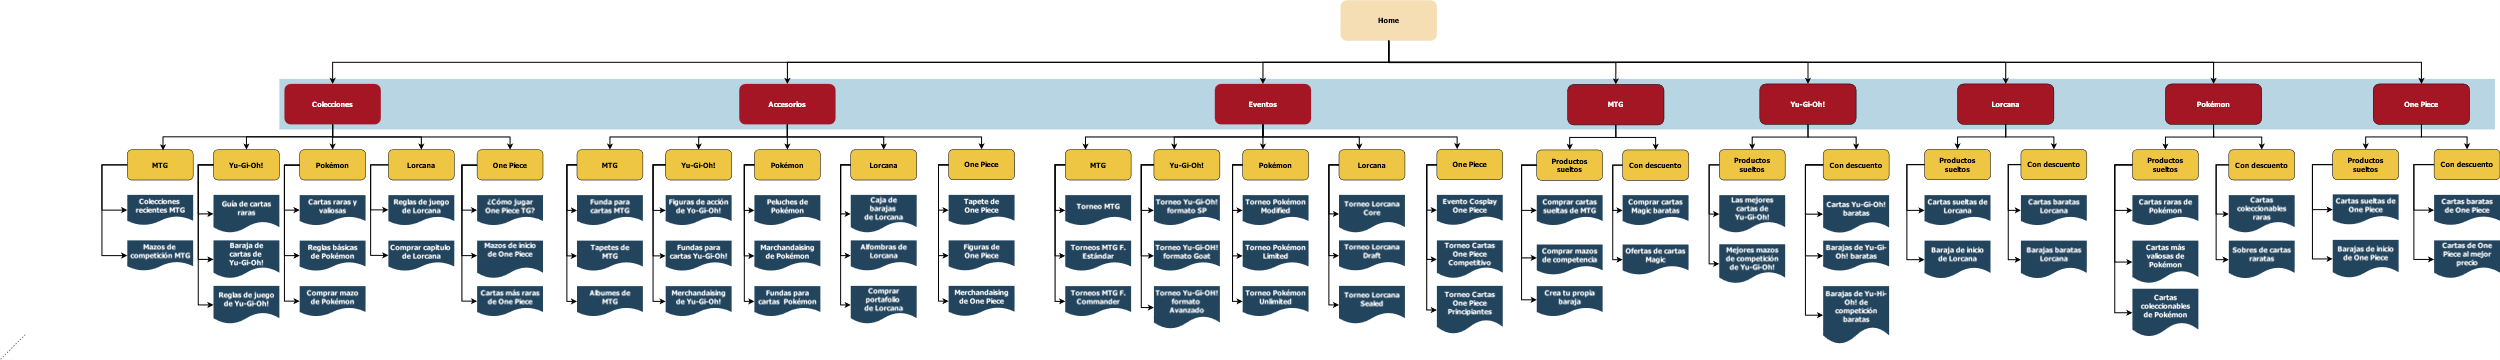 Home
Colecciones
Accesorios
Eventos
MTG
Yu-Gi-Oh!
Lorcana
Pokémon
One Piece
MTG
Yu-Gi-Oh!
Pokémon
Lorcana
One Piece
MTG
Yu-Gi-Oh!
Pokémon
Lorcana
One Piece
MTG
Yu-Gi-Oh!
Pokémon
Lorcana
One Piece
Productos
sueltos
Con descuento
Productos
sueltos
Con descuento
Productos
sueltos
Con descuento
Productos
sueltos
Con descuento
Productos
sueltos
Con descuento
Colecciones
recientes MTG
Mazos de
competición MTG
Guía de cartas
raras
Baraja de
cartas de
Yu-Gi-Oh!
Reglas de juego
de Yu-Gi-Oh!
Cartas raras y
valiosas
Reglas básicas
de Pokémon
Comprar mazo
de Pokémon
Reglas de juego
de Lorcana
Comprar capítulo
de Lorcana
¿Cómo jugar
One Piece TG?
Mazos de inicio
de One Piece
Cartas más raras
de One Piece
Funda para
cartas MTG
Tapetes de
MTG
Albumes de
MTG
Figuras de acción
de Yo-Gi-Oh!
Fundas para
cartas Yu-Gi-Oh!
Merchandaising
de Yu-Gi-Oh!
Peluches de
Pokémon
Marchandaising
de Pokémon
Fundas para
cartas Pokémon
Caja de
barajas
de Lorcana
Alfombras de
Lorcana
Comprar
portafolio
de Lorcana
Tapete de
One Piece
Figuras de
One Piece
Merchandaising
de One Piece
Torneo MTG
Torneos MTG F.
Estándar
Torneos MTG F.
Commander
Torneo Yu-Gi-Oh!
formato SP
Torneo Yu-Gi-OH!
formato Goat
Torneo Yu-Gi-OH!
formato
Avanzado
Torneo Pokémon
Modified
Torneo Pokémon
Limited
Torneo Pokémon
Unlimited
Torneo Lorcana
Core
Torneo Lorcana
Draft
Torneo Lorcana
Sealed
Evento Cosplay
One Piece
Torneo Cartas
One Piece
Competitivo
Torneo Cartas
One Piece
Principiantes
Comprar cartas
sueltas de MTG
Comprar mazos
de competencia
Crea tu propia
baraja
Comprar cartas
Magic baratas
Ofertas de cartas
Magic
Las mejores
cartas de
Yu-Gi-Oh!
Mejores mazos
de competición
de Yu-Gi-Oh!
Cartas Yu-Gi-Oh!
baratas
Barajas de Yu-Gi-
Oh! baratas
Barajas de Yu-Hi-
Oh! de
competición
baratas
Cartas sueltas de
Lorcana
Baraja de inicio
de Lorcana
Cartas baratas
Lorcana
Barajas baratas
Lorcana
Cartas raras de
Pokémon
Cartas más
valiosas de
Pokémon
Cartas
coleccionables
de Pokémon
Cartas
coleccionables
raras
Sobres de cartas
raratas
Cartas sueltas de
One Piece
Barajas de inicio
de One Piece
Cartas baratas
de One Piece
Cartas de One
Piece al mejor
precio